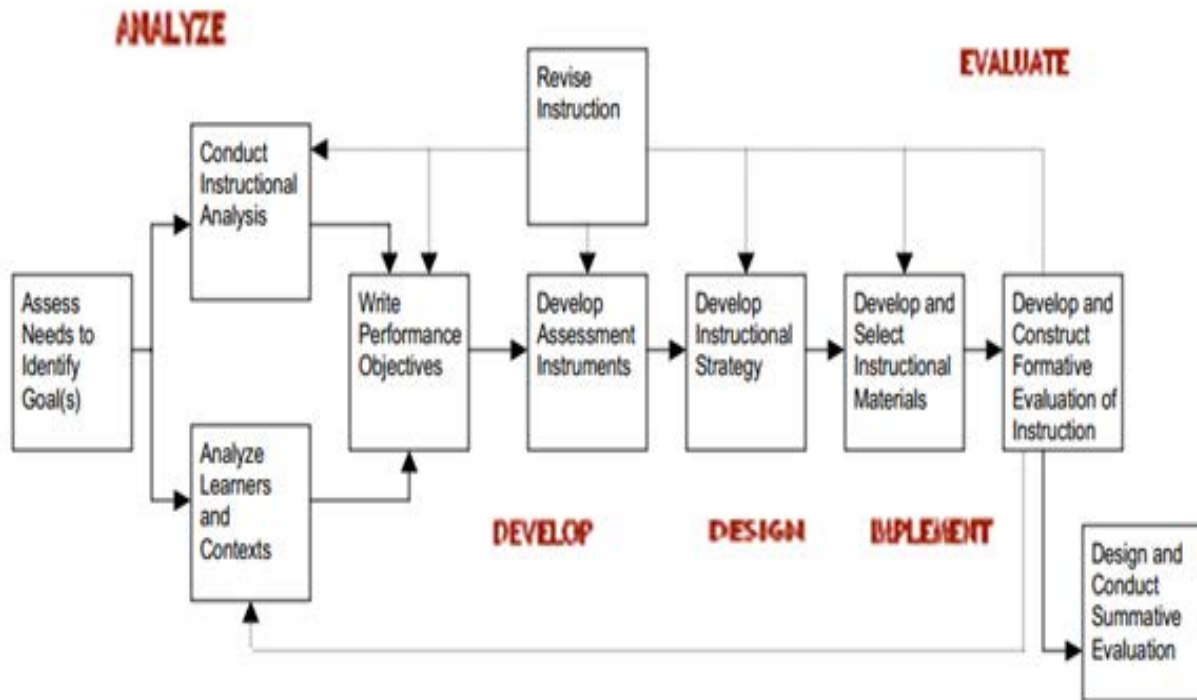 ANALYZE
EVALUATE
Revise
Instruction
Conduct
Instructional
Analysis
Assess
Needs to
Identify
Goal(s)
Write
Performance
Objectives
Develop
Assessment
Instruments
Develop
Instructional
Strategy
Develop and
Select
Instructional
Materials
Develop and
Construct
Formative
Evaluation of
Instruction
Analyze
Learners
and
Contexts
DEVELOP
DESIGN
IMPLEMENT
Design and
Conduct
Summative
Evaluation